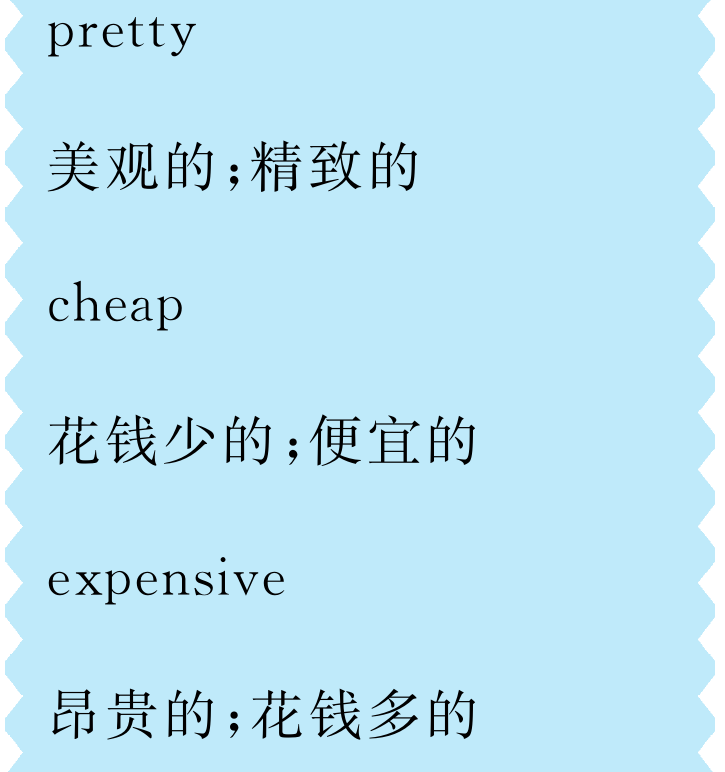 pretty
美观的;精致的
cheap
花钱少的;便宜的
expensive
昂贵的;花钱多的